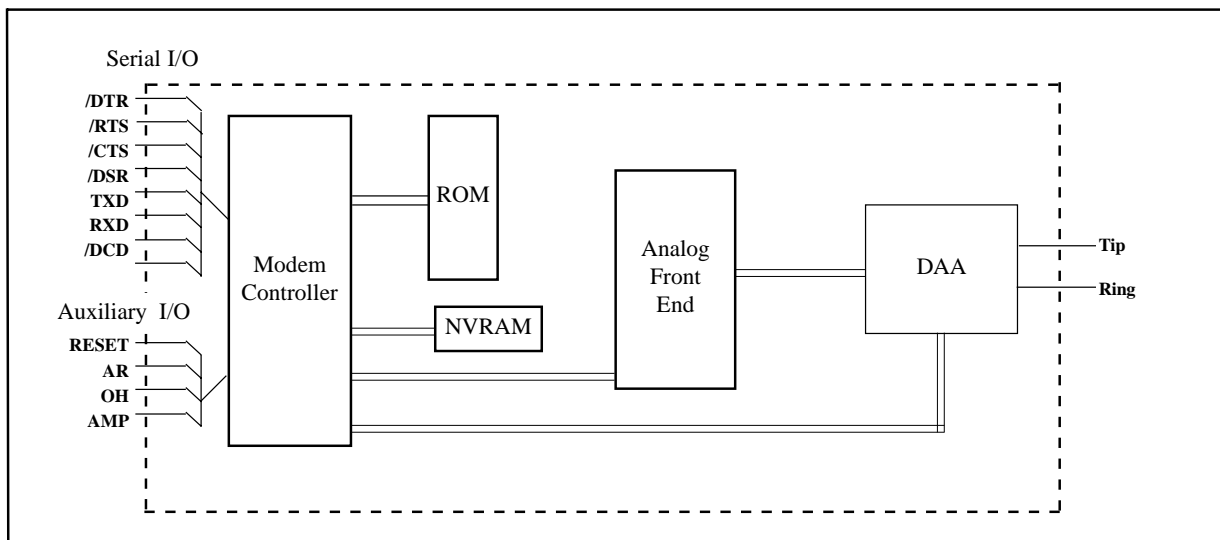 Serial I/O
/DTR
/RTS
/CTS
/DSR
TXD
RXD
/DCD
Auxiliary I/O
RESET
AR
OH
AMP
Modem
Controller
ROM
NVRAM
Analog
Front
End
DAA
Tip
Ring